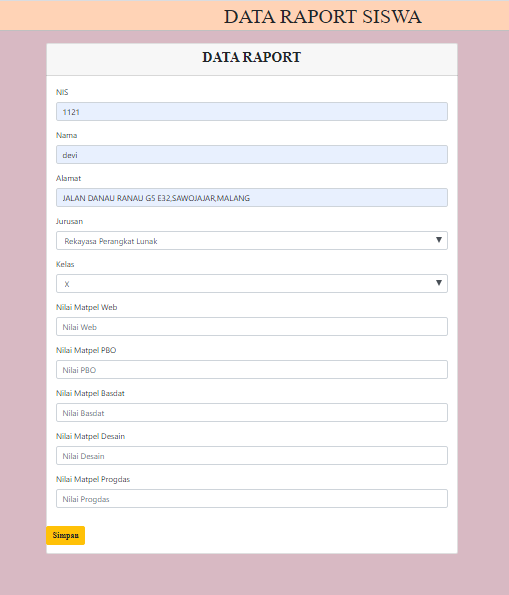 DATA RAPORT SISWA
DATA RAPORT
NIS
1121
Nama
devi
Alamat
JALAN DANAU RANAU G5 E32,SAWOJAJAR,MALANG
Jurusan
Rekayasa Perangkat Lunak
Kelas
X
Nilai Matpel Web
Nilai Web
Nilai Matpel PBO
Nilai PBO
Nilai Matpel Basdat
Nilai Basdat
Nilai Matpel Desain
Nilai Desain
Nilai Matpel Progdas
Nilai Progdas
Simpan